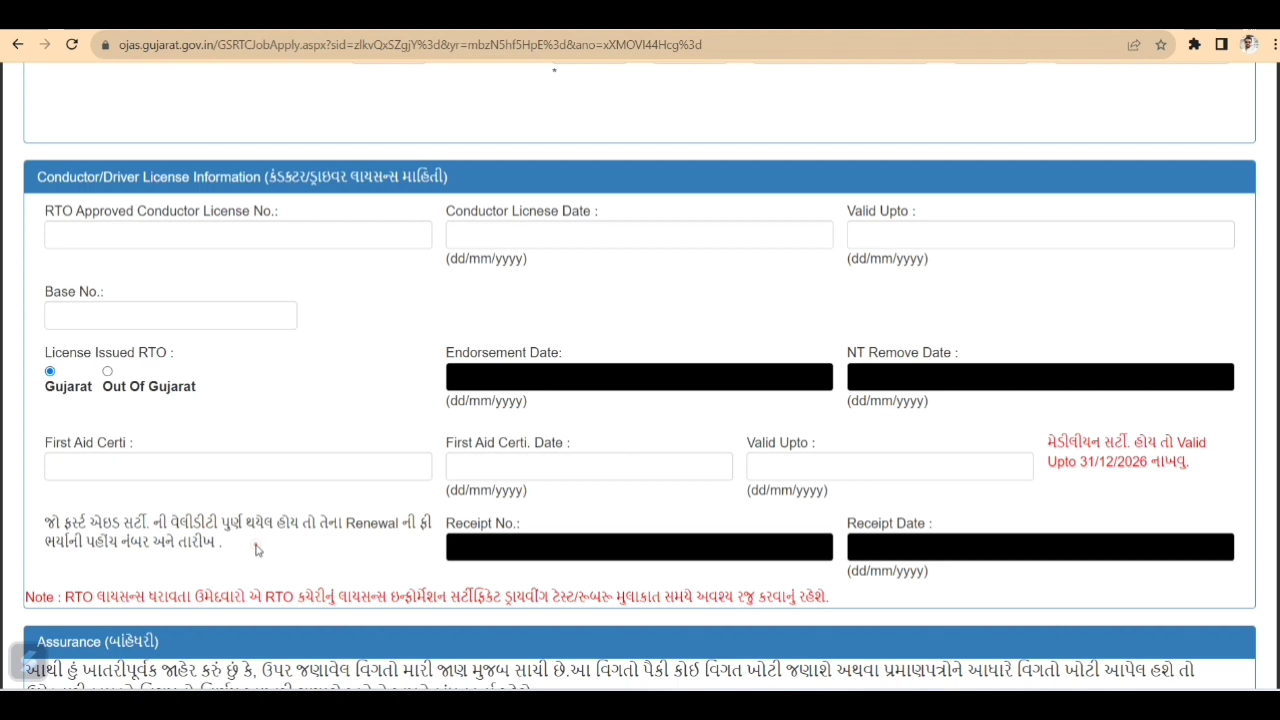 ojas.gujarat.gov.in/GSRTCJobApply.aspx?sid=zlkvQxSZgjY%3d&yr=mbzN5hf5HpE%3d&ano=xXMOVI44Hcg%3d
*
Conductor/Driver License Information (કંડક્ટર/ડ્રાઇવર લાયસન્સ માહિતી)
RTO Approved Conductor License No.: Conductor Licnese Date : Valid Upto :
(dd/mm/yyyy) (dd/mm/yyyy)
Base No.:
License Issued RTO : Endorsement Date: NT Remove Date :
Gujarat Out Of Gujarat
(dd/mm/yyyy) (dd/mm/yyyy)
First Aid Certi : First Aid Certi. Date : Valid Upto : મેડીલીયન સર્ટી. હોય તો Valid
Upto 31/12/2026 નાખવુ.
(dd/mm/yyyy) (dd/mm/yyyy)
જો ફર્સ્ટ એઇડ સર્ટી. ની વેલીડીટી પુર્ણ થયેલ હોય તો તેના Renewal ની ફી Receipt No.: Receipt Date :
ભર્યાની પહોંચ નંબર અને તારીખ .
(dd/mm/yyyy)
Note : RTO લાયસન્સ ધરાવતા ઉમેદવારો એ RTO કચેરીનું લાયસન્સ ઇન્ફોર્મેશન સર્ટીફિકેટ ડ્રાયવીંગ ટેસ્ટ/રૂબરૂ મુલાકાત સમયે અવશ્ય રજુ કરવાનું રહેશે.
Assurance (બાંહેધરી)
આથી હું ખાતરીપૂર્વક જાહેર કરું છું કે, ઉપર જણાવેલ વિગતો મારી જાણ મુજબ સાચી છે.આ વિગતો પૈકી કોઈ વિગત ખોટી જણાશે અથવા પ્રમાણપત્રોને આધારે વિગતો ખોટી આપેલ હશે તો